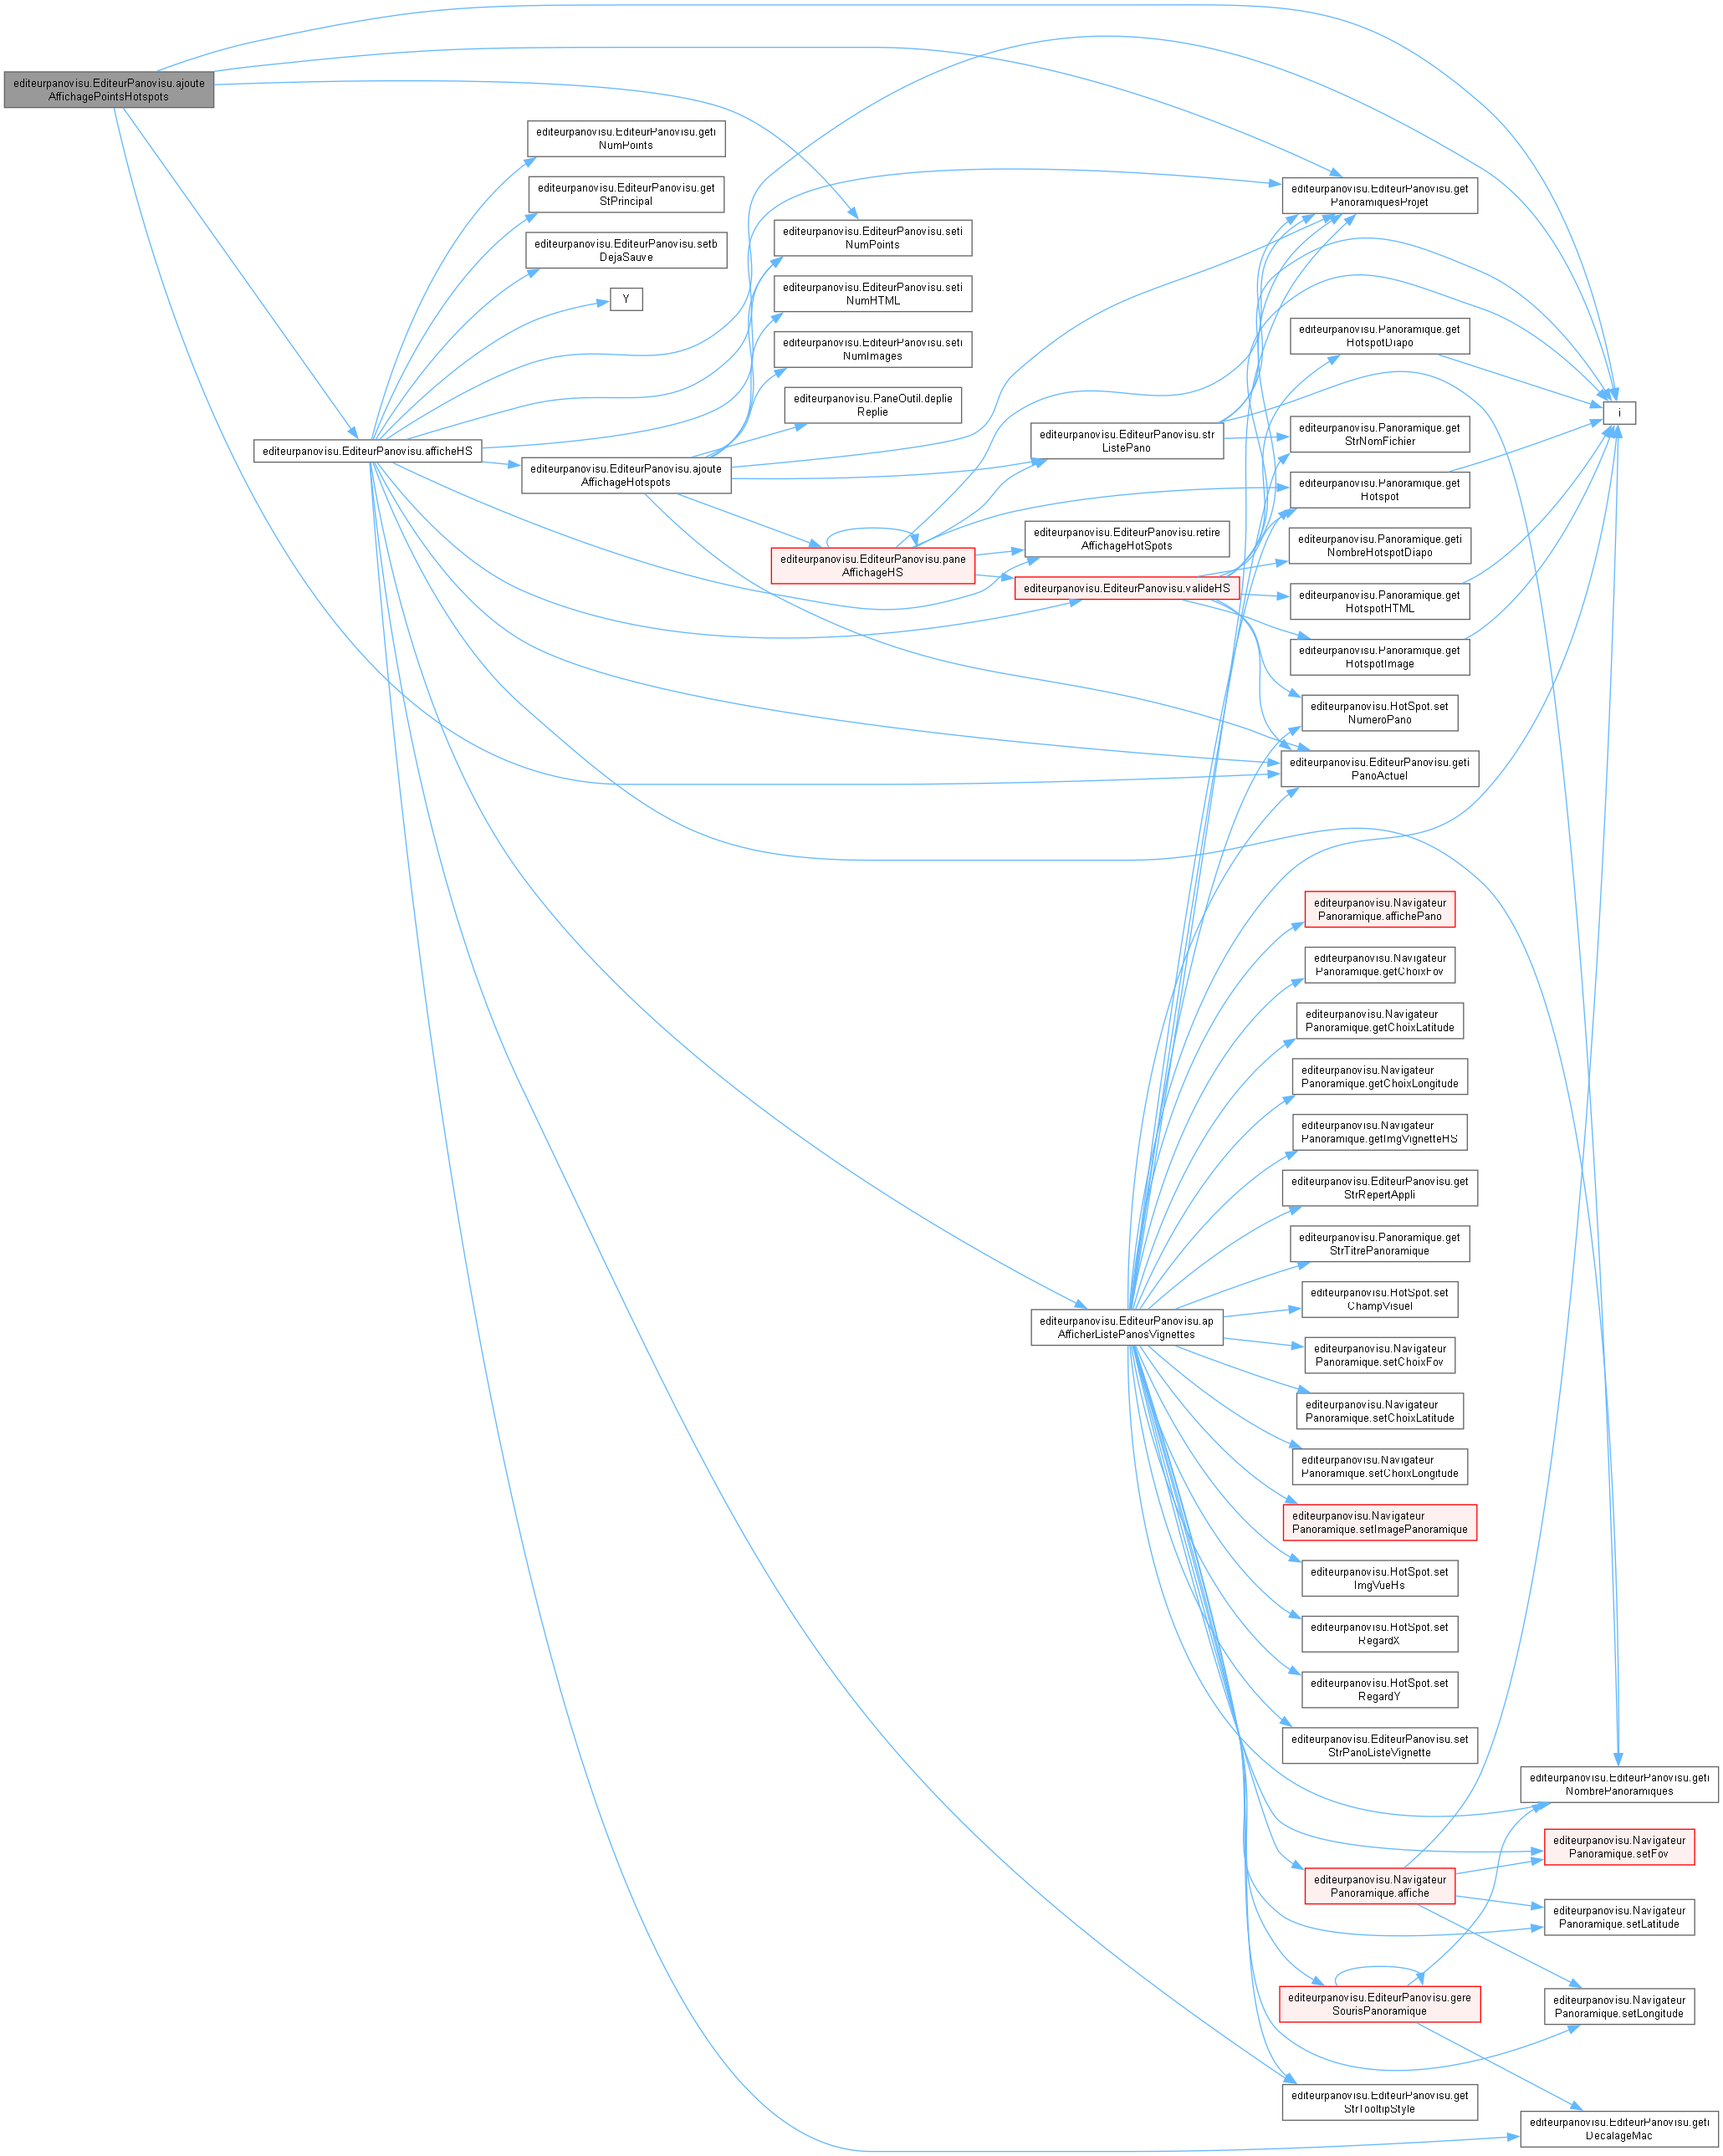 editeurpanovisu.EditeurPanovisu.ajoute
AffichagePointsHotspots
editeurpanovisu.EditeurPanovisu.afficheHS
editeurpanovisu.EditeurPanovisu.geti
NumPoints
editeurpanovisu.EditeurPanovisu.get
StPrincipal
editeurpanovisu.EditeurPanovisu.setb
DejaSauve
Y
editeurpanovisu.EditeurPanovisu.ajoute
AffichageHotspots
editeurpanovisu.EditeurPanovisu.seti
NumPoints
editeurpanovisu.EditeurPanovisu.seti
NumHTML
editeurpanovisu.EditeurPanovisu.seti
NumImages
editeurpanovisu.PaneOutil.deplie
Replie
editeurpanovisu.EditeurPanovisu.pane
AffichageHS
editeurpanovisu.EditeurPanovisu.str
ListePano
editeurpanovisu.EditeurPanovisu.retire
AffichageHotSpots
editeurpanovisu.EditeurPanovisu.valideHS
editeurpanovisu.EditeurPanovisu.ap
AfficherListePanosVignettes
editeurpanovisu.EditeurPanovisu.get
PanoramiquesProjet
editeurpanovisu.Panoramique.get
HotspotDiapo
i
editeurpanovisu.Panoramique.get
StrNomFichier
editeurpanovisu.Panoramique.get
Hotspot
editeurpanovisu.Panoramique.geti
NombreHotspotDiapo
editeurpanovisu.Panoramique.get
HotspotHTML
editeurpanovisu.Panoramique.get
HotspotImage
editeurpanovisu.HotSpot.set
NumeroPano
editeurpanovisu.EditeurPanovisu.geti
PanoActuel
editeurpanovisu.Navigateur
Panoramique.affichePano
editeurpanovisu.Navigateur
Panoramique.getChoixFov
editeurpanovisu.Navigateur
Panoramique.getChoixLatitude
editeurpanovisu.Navigateur
Panoramique.getChoixLongitude
editeurpanovisu.Navigateur
Panoramique.getImgVignetteHS
editeurpanovisu.EditeurPanovisu.get
StrRepertAppli
editeurpanovisu.Panoramique.get
StrTitrePanoramique
editeurpanovisu.HotSpot.set
ChampVisuel
editeurpanovisu.Navigateur
Panoramique.setChoixFov
editeurpanovisu.Navigateur
Panoramique.setChoixLatitude
editeurpanovisu.Navigateur
Panoramique.setChoixLongitude
editeurpanovisu.Navigateur
Panoramique.setImagePanoramique
editeurpanovisu.HotSpot.set
ImgVueHs
editeurpanovisu.HotSpot.set
RegardX
editeurpanovisu.HotSpot.set
RegardY
editeurpanovisu.EditeurPanovisu.set
StrPanoListeVignette
editeurpanovisu.EditeurPanovisu.geti
NombrePanoramiques
editeurpanovisu.Navigateur
Panoramique.setFov
editeurpanovisu.Navigateur
Panoramique.affiche
editeurpanovisu.Navigateur
Panoramique.setLatitude
editeurpanovisu.EditeurPanovisu.gere
SourisPanoramique
editeurpanovisu.Navigateur
Panoramique.setLongitude
editeurpanovisu.EditeurPanovisu.get
StrTooltipStyle
editeurpanovisu.EditeurPanovisu.geti
DecalageMac